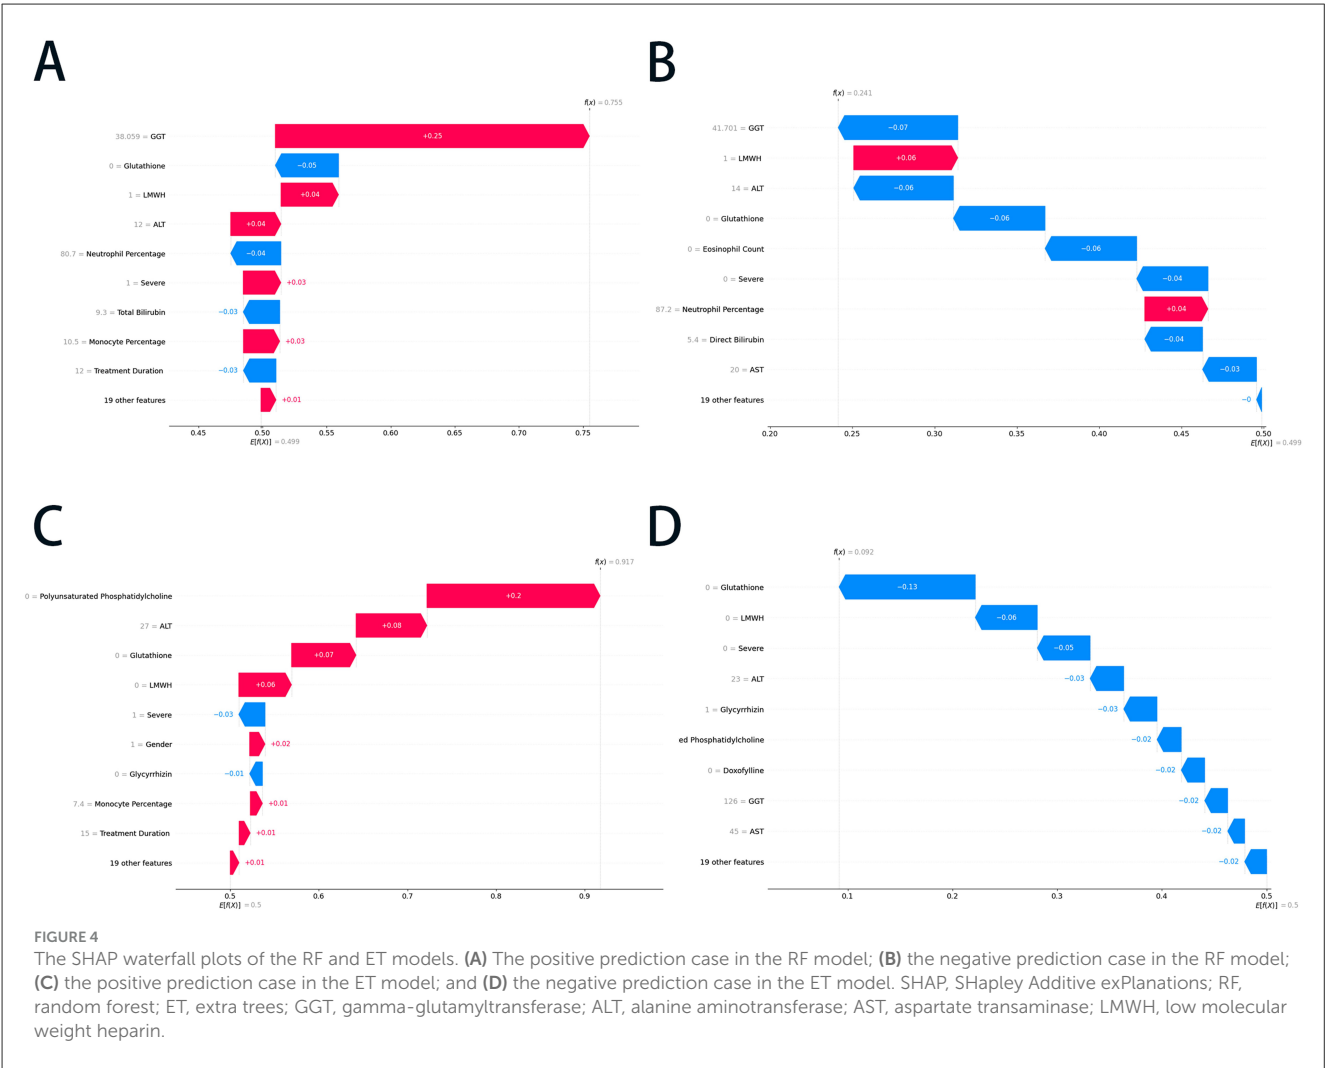 A
f(x) = 0.755
38.059 = GGT
+0.25
0 = Glutathione
−0.05
1 = LMWH
+0.04
12 = ALT
+0.04
80.7 = Neutrophil Percentage
−0.04
1 = Severe
+0.03
9.3 = Total Bilirubin
−0.03
10.5 = Monocyte Percentage
+0.03
12 = Treatment Duration
−0.03
19 other features
+0.01
0.45 0.50 0.55 0.60 0.65 0.70 0.75
E[f(X)] = 0.499
B
f(x) = 0.241
41.701 = GGT
−0.07
1 = LMWH
+0.06
14 = ALT
−0.06
0 = Glutathione
−0.06
0 = Eosinophil Count
−0.06
0 = Severe
−0.04
87.2 = Neutrophil Percentage
+0.04
5.4 = Direct Bilirubin
−0.04
20 = AST
−0.03
19 other features
−0
0.20 0.25 0.30 0.35 0.40 0.45 0.50
E[f(X)] = 0.499
C
f(x) = 0.917
0 = Polyunsaturated Phosphatidylcholine
+0.2
27 = ALT
+0.08
0 = Glutathione
+0.07
0 = LMWH
+0.06
1 = Severe
−0.03
1 = Gender
+0.02
0 = Glycyrrhizin
−0.01
7.4 = Monocyte Percentage
+0.01
15 = Treatment Duration
+0.01
19 other features
+0.01
0.5 0.6 0.7 0.8 0.9
E[f(X)] = 0.5
D
f(x) = 0.092
0 = Glutathione
−0.13
0 = LMWH
−0.06
0 = Severe
−0.05
23 = ALT
−0.03
1 = Glycyrrhizin
−0.03
ed Phosphatidylcholine
−0.02
0 = Doxofylline
−0.02
126 = GGT
−0.02
45 = AST
−0.02
19 other features
−0.02
0.1 0.2 0.3 0.4 0.5
E[f(X)] = 0.5
FIGURE 4
The SHAP waterfall plots of the RF and ET models. (A) The positive prediction case in the RF model; (B) the negative prediction case in the RF model;
(C) the positive prediction case in the ET model; and (D) the negative prediction case in the ET model. SHAP, SHapley Additive exPlanations; RF,
random forest; ET, extra trees; GGT, gamma-glutamyltransferase; ALT, alanine aminotransferase; AST, aspartate transaminase; LMWH, low molecular
weight heparin.